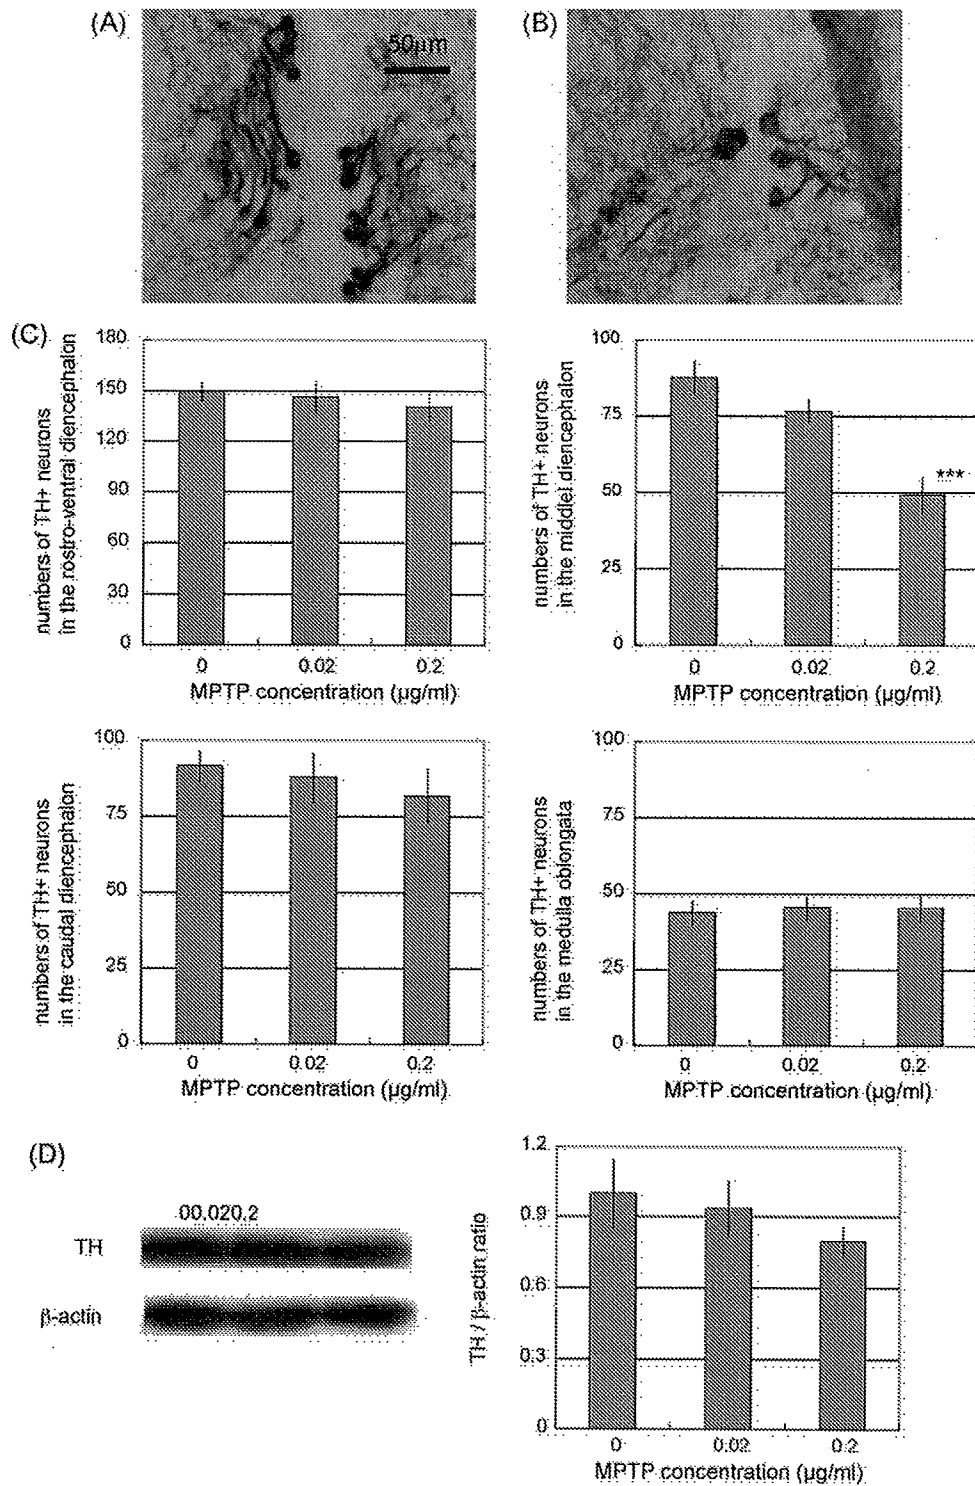 (A)
50μm
(B)
(C)
numbers of TH+ neurons
in the rostro-ventral diencephalon
180
150
120
90
60
30
0
0 0.02 0.2
MPTP concentration (μg/ml)
numbers of TH+ neurons
in the middlel diencephalon
100
75
50
25
0
***
0 0.02 0.2
MPTP concentration (μg/ml)
numbers of TH+ neurons
in the caudal diencephalon
100
75
50
25
0
0 0.02 0.2
MPTP concentration (μg/ml)
numbers of TH+ neurons
in the medulla oblongata
100
75
50
25
0
0 0.02 0.2
MPTP concentration (μg/ml)
(D)
00.020.2
TH
β-actin
TH / β-actin ratio
1.2
0.9
0.6
0.3
0
0 0.02 0.2
MPTP concentration (μg/ml)